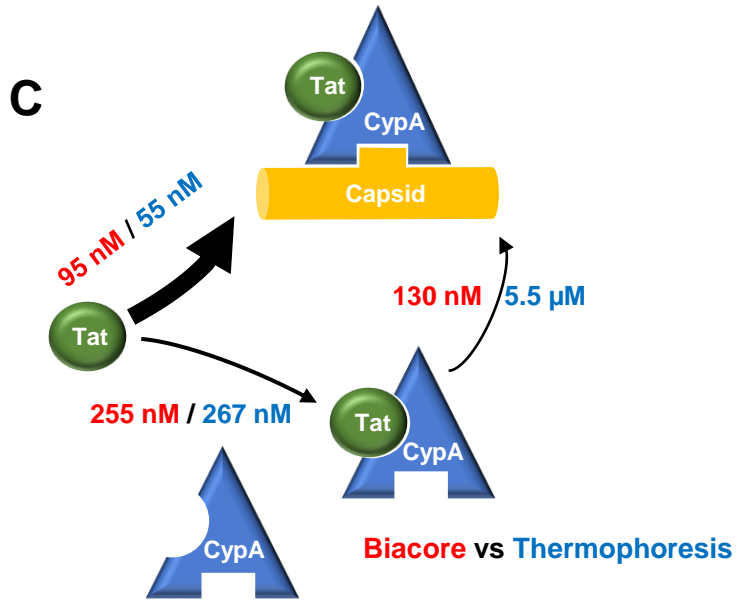 C
Tat
CypA
Capsid
95 nM / 55 nM
Tat
130 nM 5.5 µM
255 nM / 267 nM
Tat
CypA
CypA
Biacore vs Thermophoresis